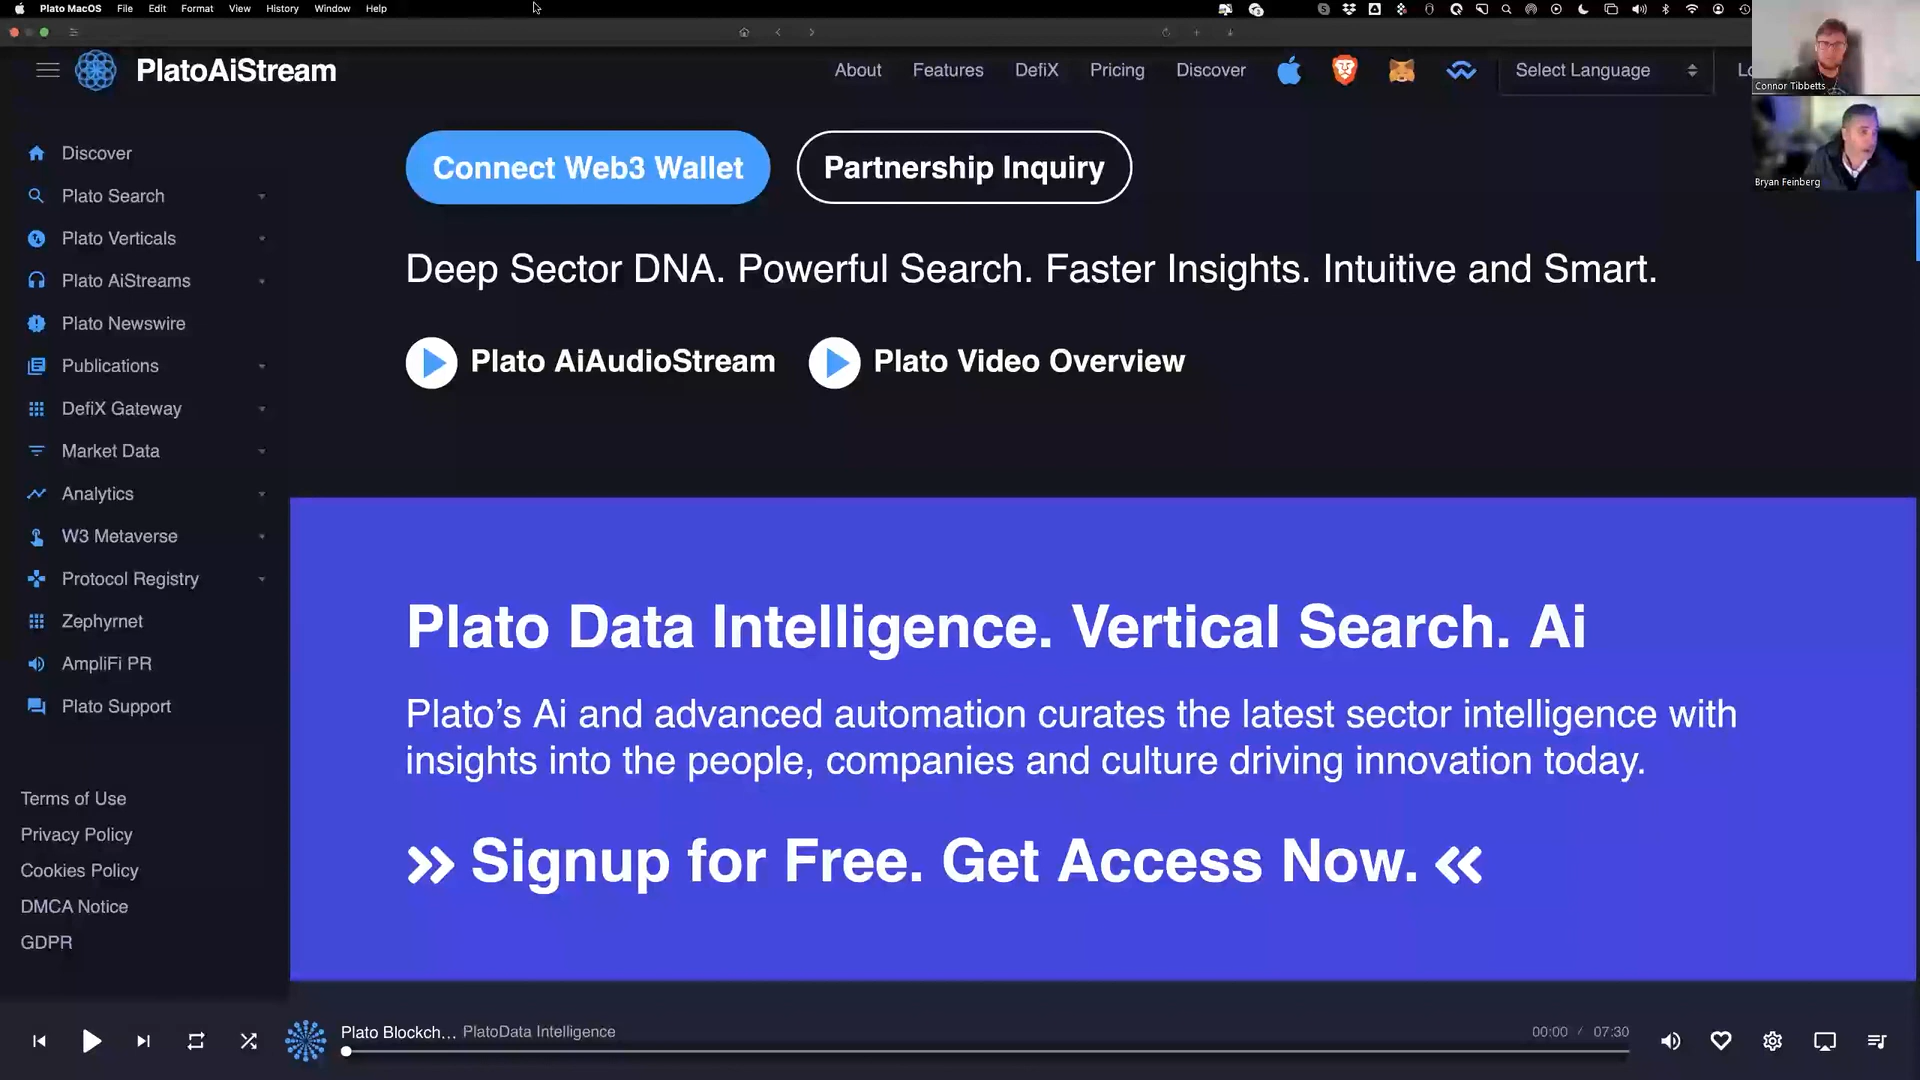 Plato MacOS File Edit Format View History Window Help
PlatoAiStream
About Features DefiX Pricing Discover Select Language
Connor Tibbetts
Bryan Feinberg
Discover
Plato Search
Plato Verticals
Plato AiStreams
Plato Newswire
Publications
DefiX Gateway
Market Data
Analytics
W3 Metaverse
Protocol Registry
Zephyrnet
AmpliFi PR
Plato Support
Terms of Use
Privacy Policy
Cookies Policy
DMCA Notice
GDPR
Connect Web3 Wallet Partnership Inquiry
Deep Sector DNA. Powerful Search. Faster Insights. Intuitive and Smart.
Plato AiAudioStream Plato Video Overview
Plato Data Intelligence. Vertical Search. Ai
Plato’s Ai and advanced automation curates the latest sector intelligence with
insights into the people, companies and culture driving innovation today.
» Signup for Free. Get Access Now. «
Plato Blockch... PlatoData Intelligence 00:00 / 07:30